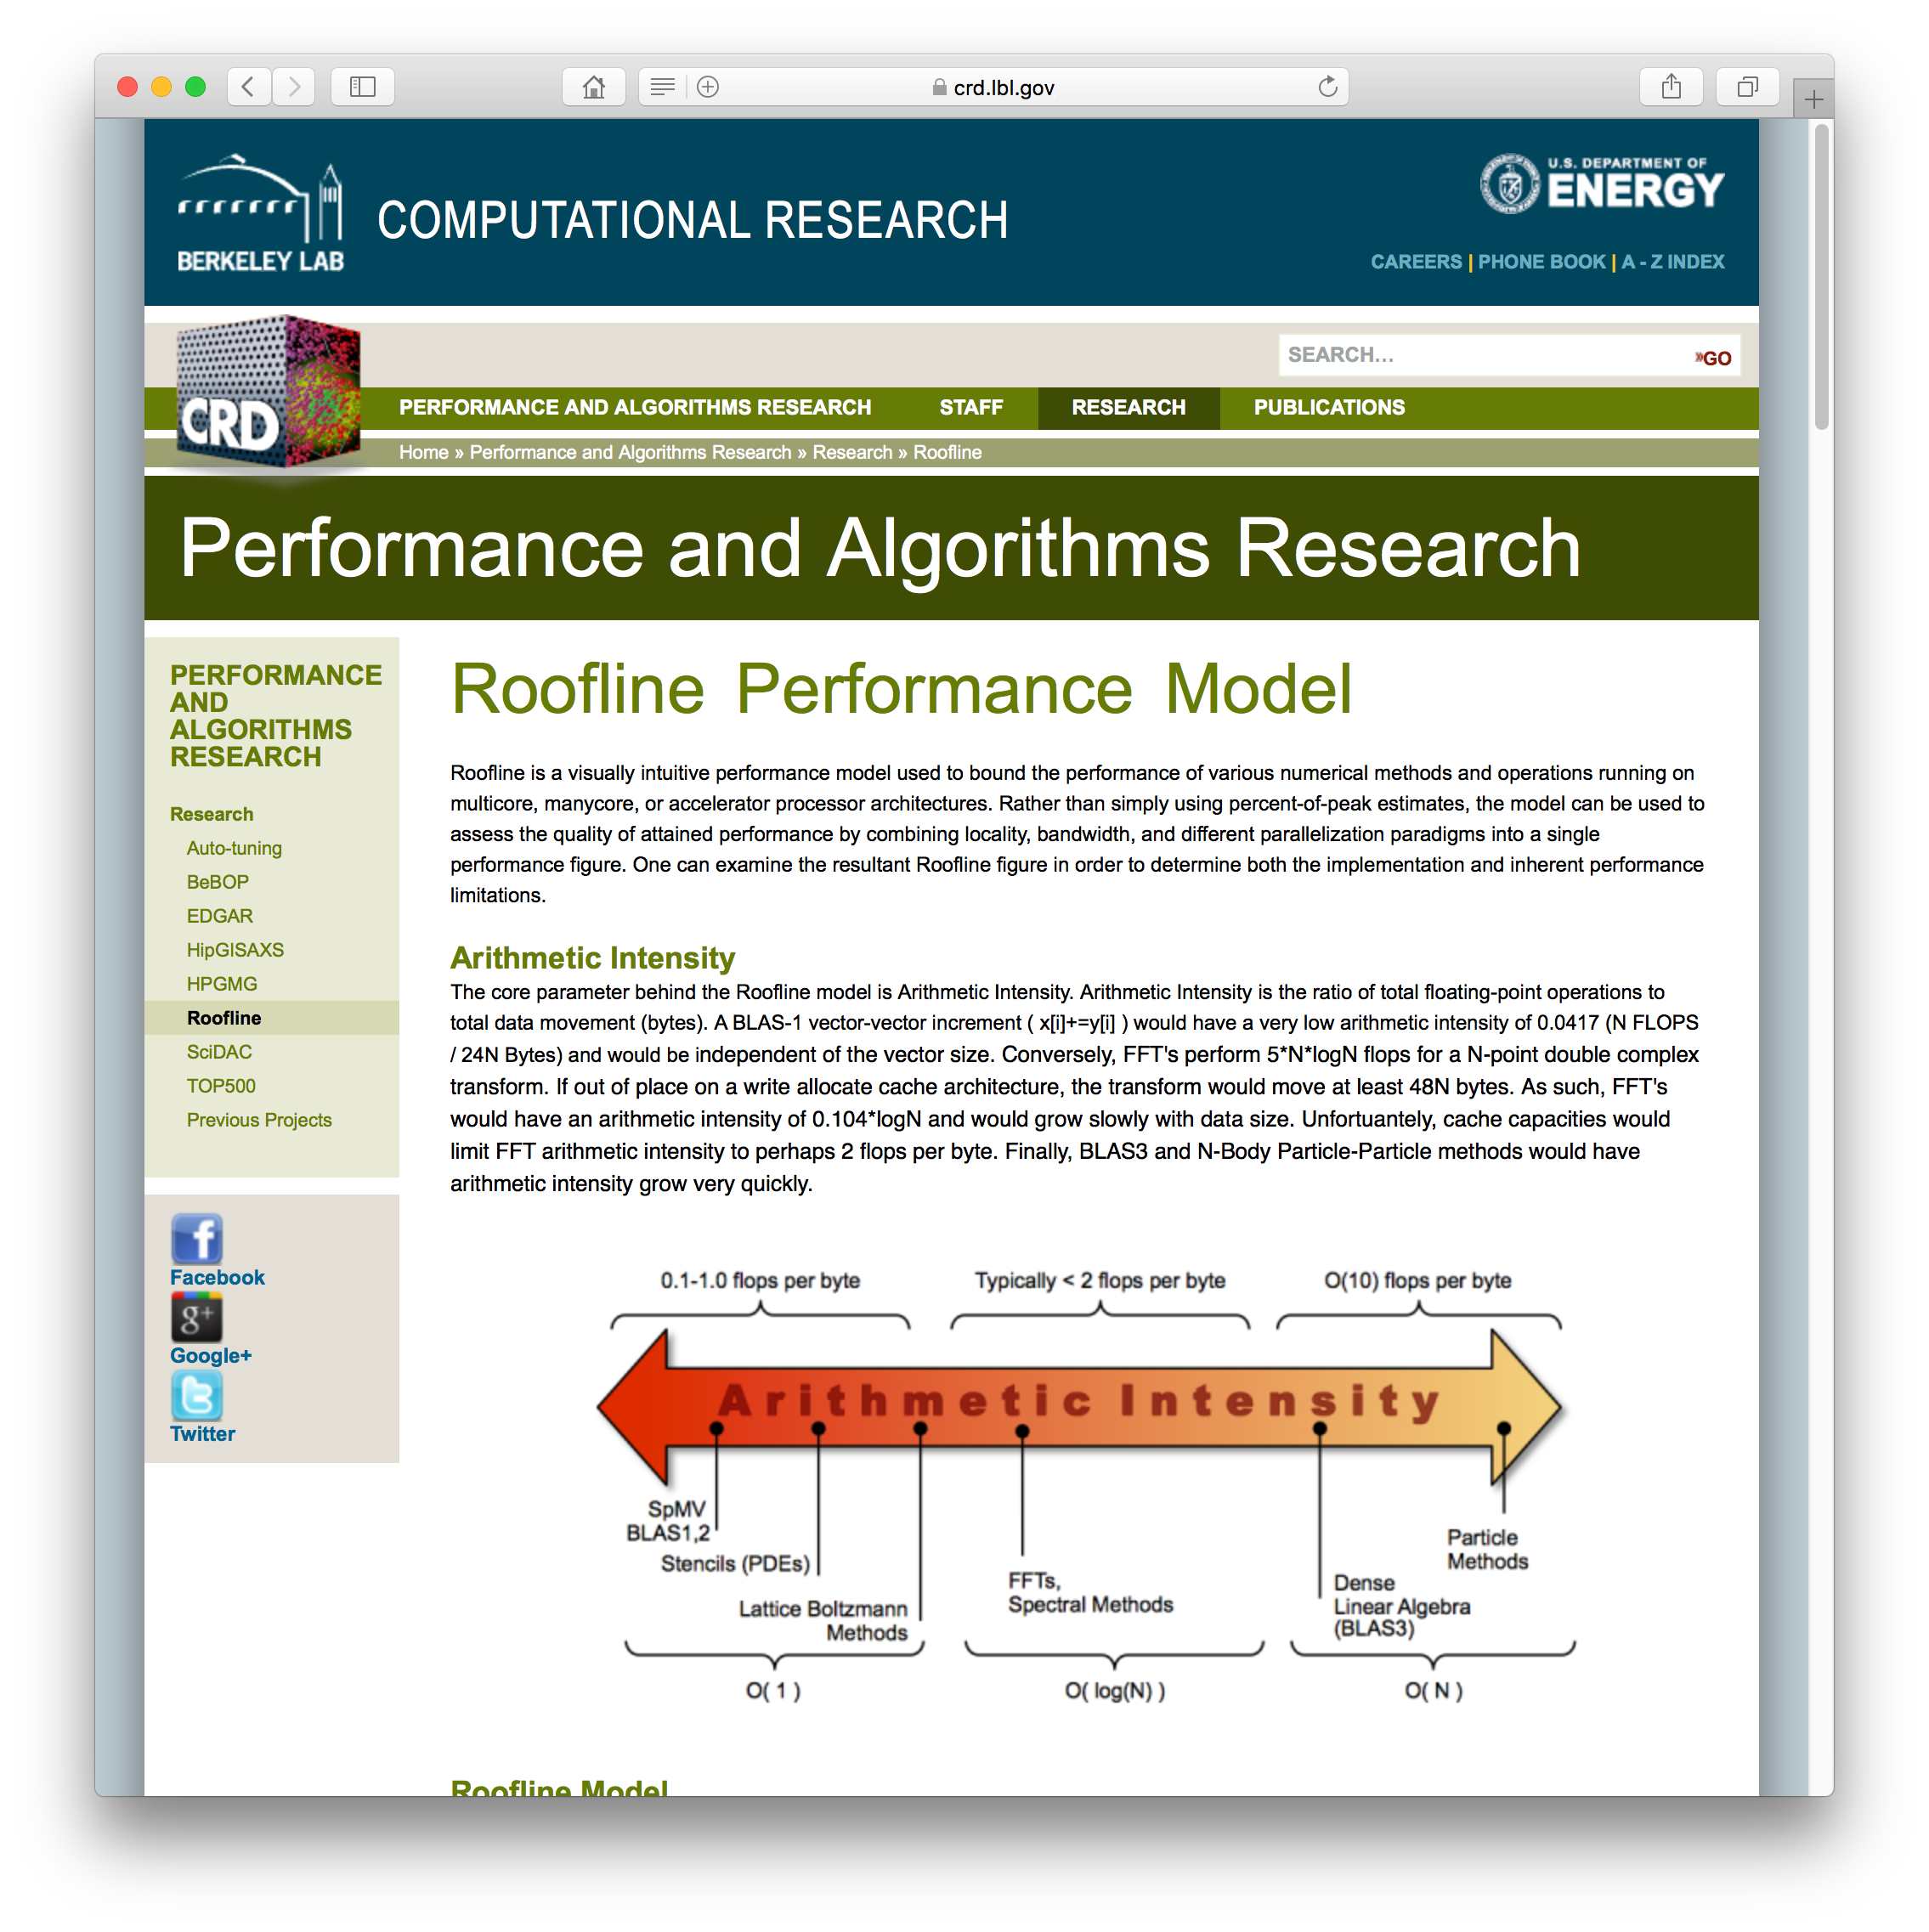 crd.lbl.gov
BERKELEY LAB
COMPUTATIONAL RESEARCH
U.S. DEPARTMENT OF
ENERGY
CAREERS | PHONE BOOK | A - Z INDEX
SEARCH...
»GO
CRD
PERFORMANCE AND ALGORITHMS RESEARCH STAFF RESEARCH PUBLICATIONS
Home » Performance and Algorithms Research » Research » Roofline
Performance and Algorithms Research
PERFORMANCE
AND
ALGORITHMS
RESEARCH
Research
Auto-tuning
BeBOP
EDGAR
HipGISAXS
HPGMG
Roofline
SciDAC
TOP500
Previous Projects
f
Facebook
g+
Google+
t
Twitter
Roofline Performance Model
Roofline is a visually intuitive performance model used to bound the performance of various numerical methods and operations running on
multicore, manycore, or accelerator processor architectures. Rather than simply using percent-of-peak estimates, the model can be used to
assess the quality of attained performance by combining locality, bandwidth, and different parallelization paradigms into a single
performance figure. One can examine the resultant Roofline figure in order to determine both the implementation and inherent performance
limitations.
Arithmetic Intensity
The core parameter behind the Roofline model is Arithmetic Intensity. Arithmetic Intensity is the ratio of total floating-point operations to
total data movement (bytes). A BLAS-1 vector-vector increment ( x[i]+=y[i] ) would have a very low arithmetic intensity of 0.0417 (N FLOPS
/ 24N Bytes) and would be independent of the vector size. Conversely, FFT's perform 5*N*logN flops for a N-point double complex
transform. If out of place on a write allocate cache architecture, the transform would move at least 48N bytes. As such, FFT's
would have an arithmetic intensity of 0.104*logN and would grow slowly with data size. Unfortuantely, cache capacities would
limit FFT arithmetic intensity to perhaps 2 flops per byte. Finally, BLAS3 and N-Body Particle-Particle methods would have
arithmetic intensity grow very quickly.
0.1-1.0 flops per byte
Typically < 2 flops per byte
O(10) flops per byte
Arithmetic Intensity
SpMV
BLAS1,2
Stencils (PDEs)
Lattice Boltzmann
Methods
FFTs,
Spectral Methods
Dense
Linear Algebra
(BLAS3)
Particle
Methods
O( 1 )
O( log(N) )
O( N )
Roofline Model